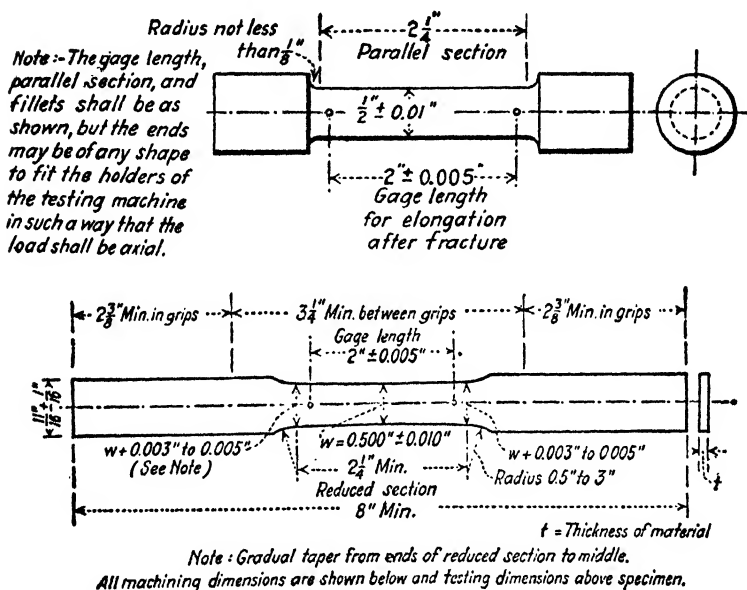 Radius not less
than 1/8"
2 1/4"
Parallel section
Note:-The gage length,
parallel section, and
fillets shall be as
shown, but the ends
may be of any shape
to fit the holders of
the testing machine
in such a way that the
load shall be axial.
1/2" ± 0.01"
2" ± 0.005"
Gage length
for elongation
after fracture
2 3/8" Min. in grips
3 1/4" Min. between grips
2 3/8" Min. in grips
Gage length
2" ± 0.005"
11/16" ± 1/16"
w + 0.003" to 0.005"
(See Note)
w = 0.500" ± 0.010"
w + 0.003" to 0.005"
2 1/4" Min.
Reduced section
Radius 0.5" to 3"
8" Min.
t
t = Thickness of material
Note : Gradual taper from ends of reduced section to middle.
All machining dimensions are shown below and testing dimensions above specimen.